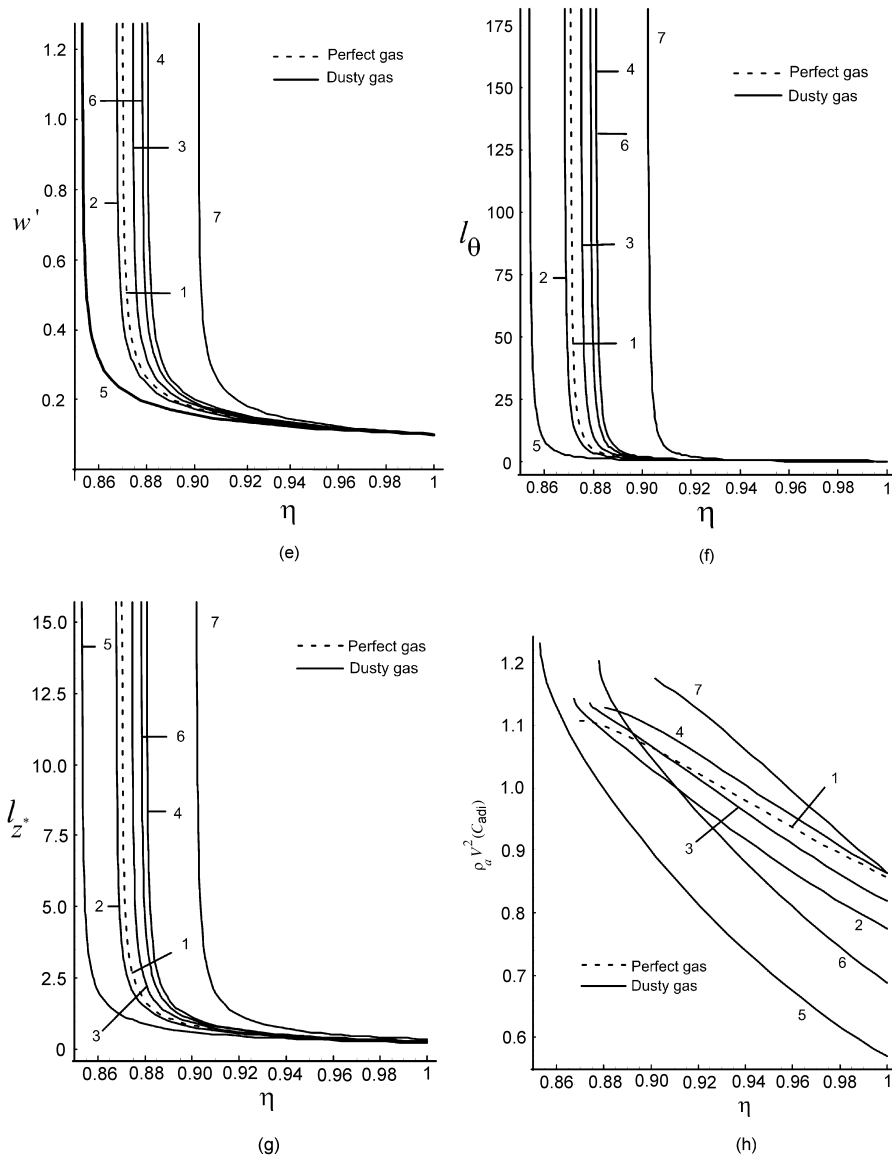 1.2
1.0
0.8
0.6
0.4
0.2
w'
4
6
3
2
7
1
5
Perfect gas
Dusty gas
0.86 0.88 0.90 0.92 0.94 0.96 0.98 1
η
(e)
175
150
125
100
75
50
25
0
lθ
7
4
6
3
2
1
5
Perfect gas
Dusty gas
0.86 0.88 0.90 0.92 0.94 0.96 0.98 1
η
(f)
15.0
12.5
10.0
7.5
5.0
2.5
0
lz*
7
5
6
4
2
1
3
Perfect gas
Dusty gas
0.86 0.88 0.90 0.92 0.94 0.96 0.98 1
η
(g)
1.2
1.1
1.0
0.9
0.8
0.7
0.6
ρaV2(Cadi)
7
4
1
3
2
6
5
Perfect gas
Dusty gas
0.86 0.88 0.90 0.92 0.94 0.96 0.98 1
η
(h)